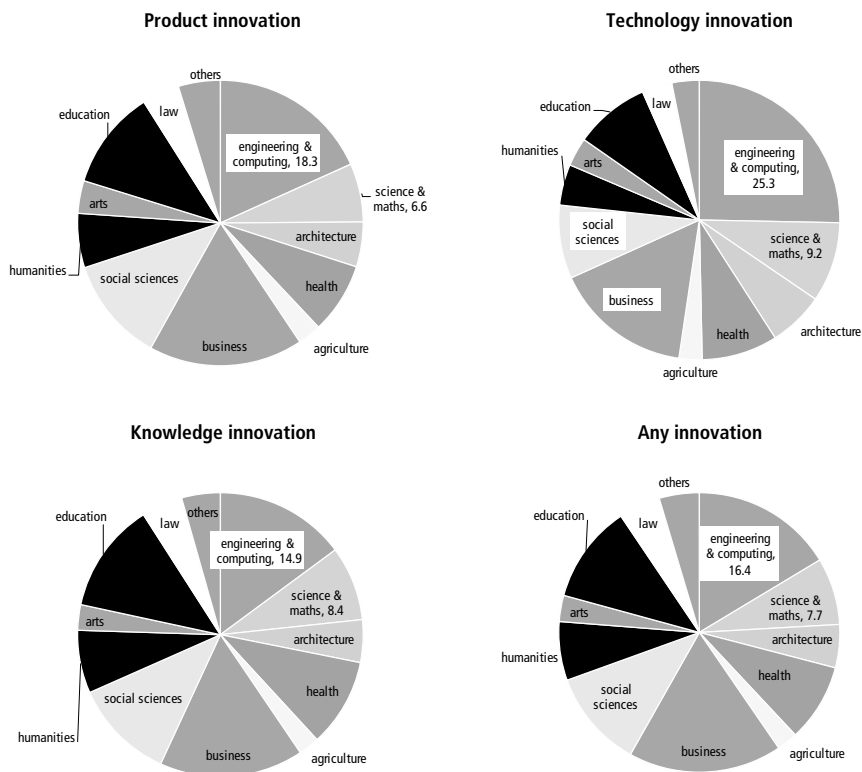 Product innovation
others
law
education
engineering &
computing, 18.3
science &
maths, 6.6
arts
architecture
humanities
social sciences
health
business
agriculture
Technology innovation
others
law
education
engineering
& computing,
25.3
humanities
arts
social
sciences
science &
maths, 9.2
business
architecture
health
agriculture
Knowledge innovation
others
law
education
engineering &
computing, 14.9
science &
maths, 8.4
arts
architecture
social sciences
health
humanities
business
agriculture
Any innovation
others
law
education
engineering
& computing,
16.4
science &
maths, 7.7
arts
architecture
humanities
health
social
sciences
business
agriculture